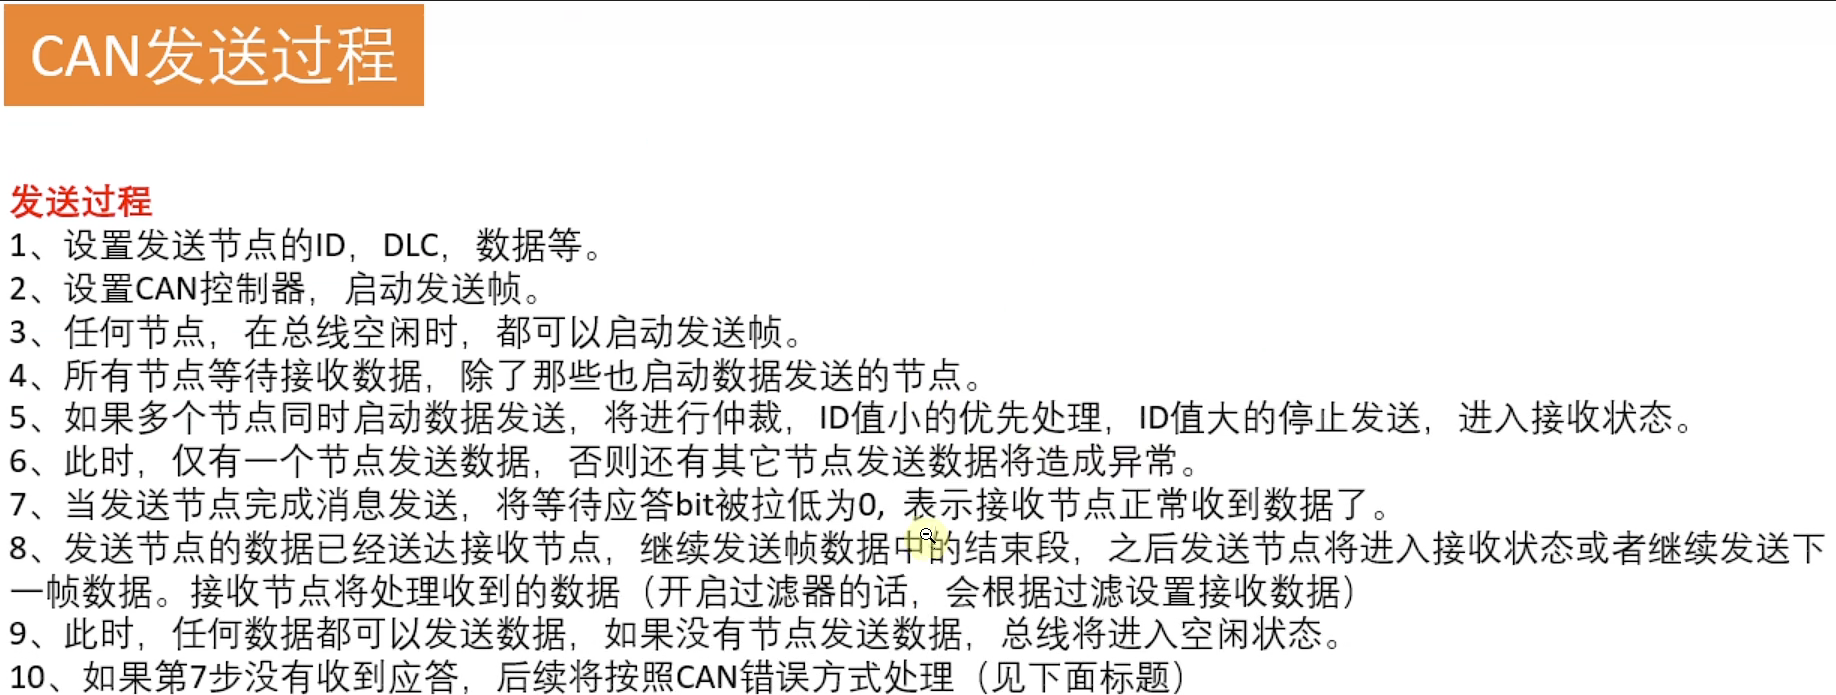 CAN发送过程
发送过程
1、设置发送节点的ID，DLC，数据等。
2、设置CAN控制器，启动发送帧。
3、任何节点，在总线空闲时，都可以启动发送帧。
4、所有节点等待接收数据，除了那些也启动数据发送的节点。
5、如果多个节点同时启动数据发送，将进行仲裁，ID值小的优先处理，ID值大的停止发送，进入接收状态。
6、此时，仅有一个节点发送数据，否则还有其它节点发送数据将造成异常。
7、当发送节点完成消息发送，将等待应答bit被拉低为0, 表示接收节点正常收到数据了。
8、发送节点的数据已经送达接收节点，继续发送帧数据中的结束段，之后发送节点将进入接收状态或者继续发送下
一帧数据。接收节点将处理收到的数据（开启过滤器的话，会根据过滤设置接收数据）
9、此时，任何数据都可以发送数据，如果没有节点发送数据，总线将进入空闲状态。
10、如果第7步没有收到应答，后续将按照CAN错误方式处理（见下面标题）